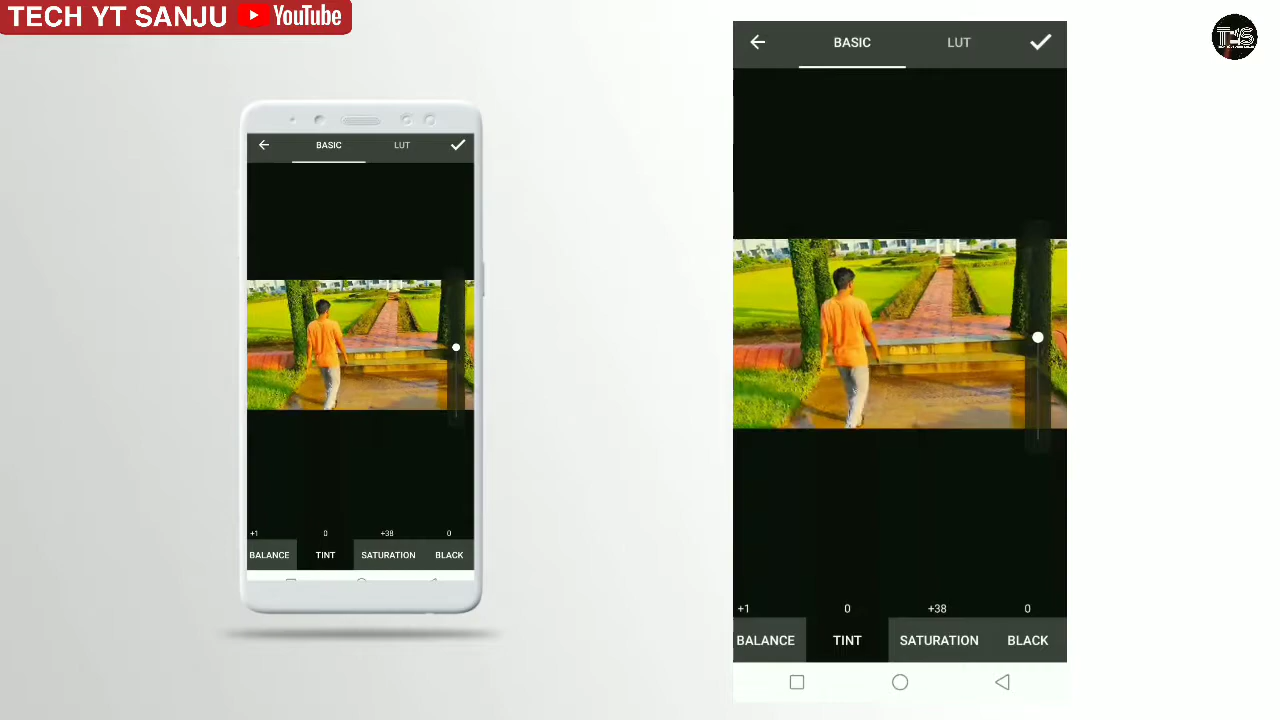 TECH YT SANJU YouTube
TES
BASIC LUT
+1 0 +38 0
BALANCE TINT SATURATION BLACK
BASIC LUT
+1 0 +38 0
BALANCE TINT SATURATION BLACK